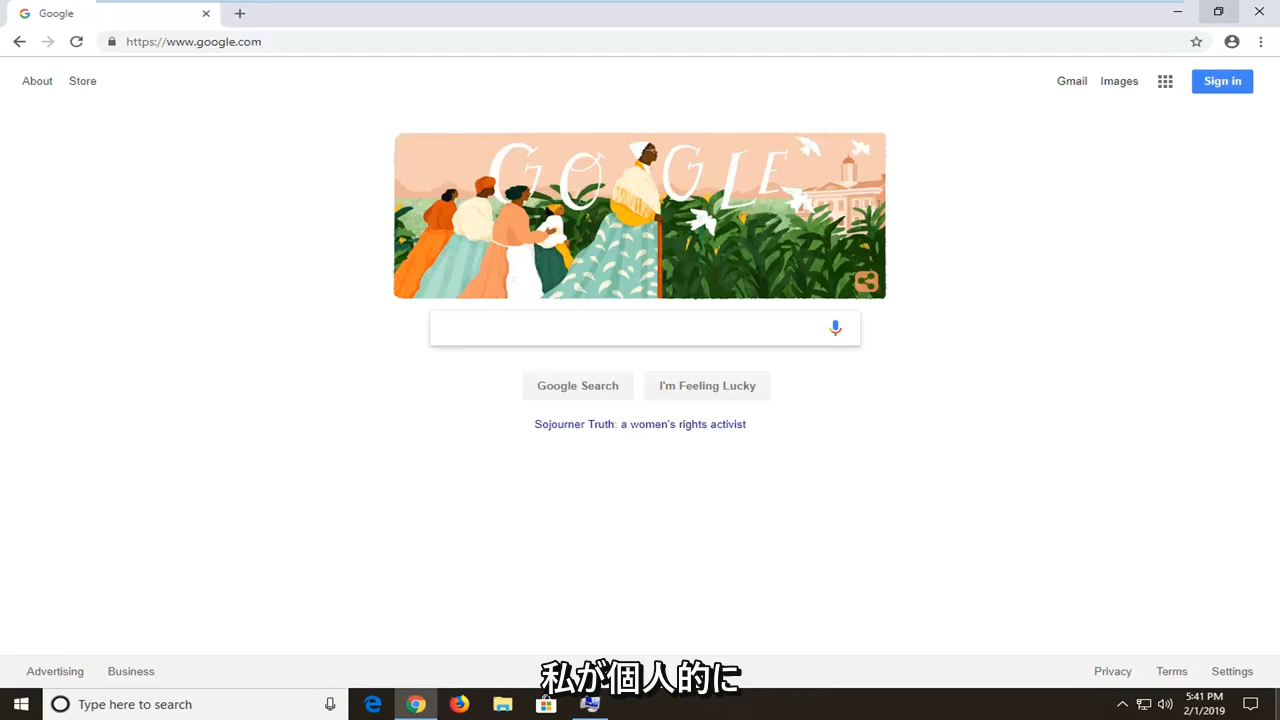 Google
https://www.google.com
About Store
Gmail Images Sign in
GOOGLE
Google Search I'm Feeling Lucky
Sojourner Truth: a women's rights activist
Advertising Business
Privacy Terms Settings
私が個人的に
Type here to search
5:41 PM
2/1/2019